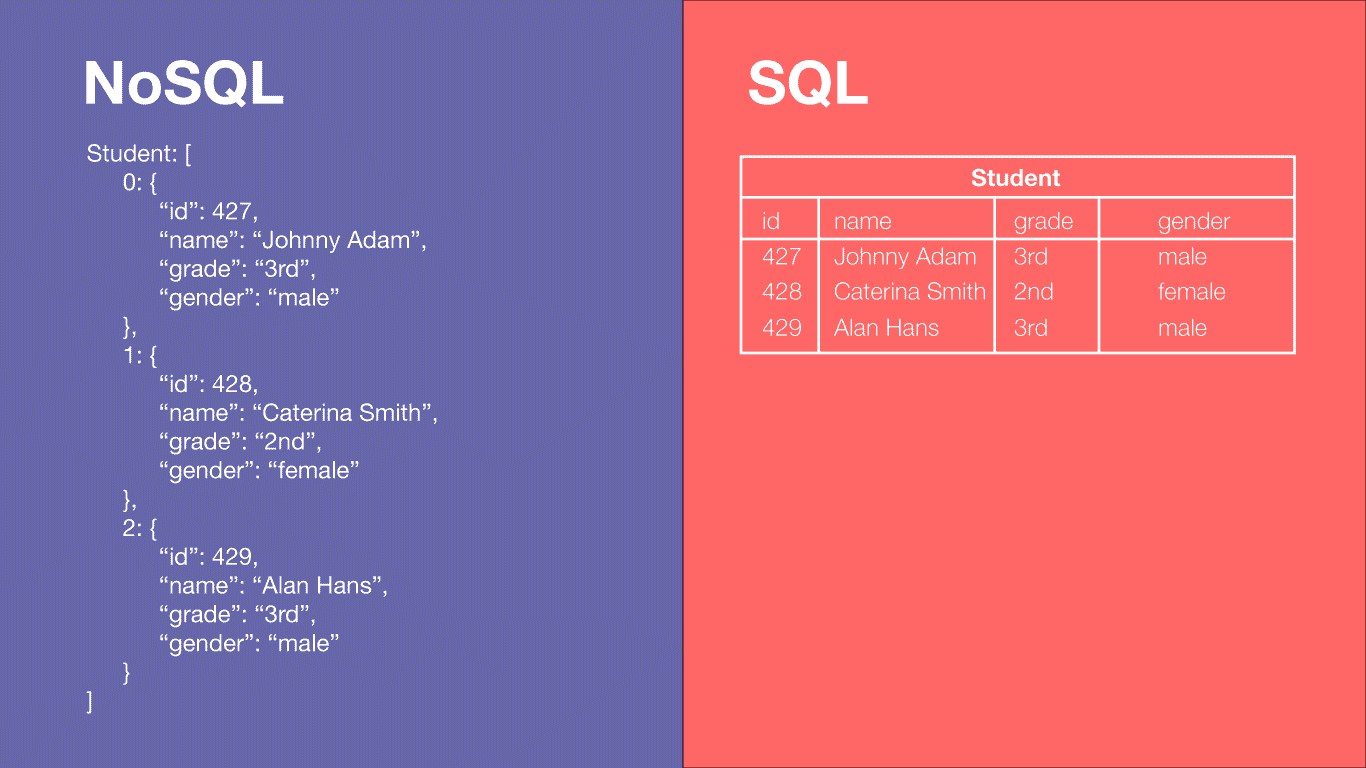 NoSQL
Student: [
0: {
“id”: 427,
“name”: “Johnny Adam”,
“grade”: “3rd”,
“gender”: “male”
},
1: {
“id”: 428,
“name”: “Caterina Smith”,
“grade”: “2nd”,
“gender”: “female”
},
2: {
“id”: 429,
“name”: “Alan Hans”,
“grade”: “3rd”,
“gender”: “male”
}
]
SQL
Student
id name grade gender
427 Johnny Adam 3rd male
428 Caterina Smith 2nd female
429 Alan Hans 3rd male